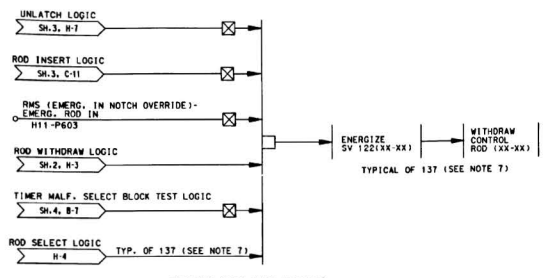 UNLATCH LOGIC
SH.3, H-7
ROD INSERT LOGIC
SH.3, C-11
RMS (EMERG. IN NOTCH OVERRIDE)-
EMERG. ROD IN
H11-P603
ROD WITHDRAW LOGIC
SH.2, H-3
ENERGIZE
SV 122(XX-XX)
WITHDRAW
CONTROL
ROD (XX-XX)
TYPICAL OF 137 (SEE NOTE 7)
TIMER MALF. SELECT BLOCK TEST LOGIC
SH.4, B-7
ROD SELECT LOGIC
H-4
TYP. OF 137 (SEE NOTE 7)